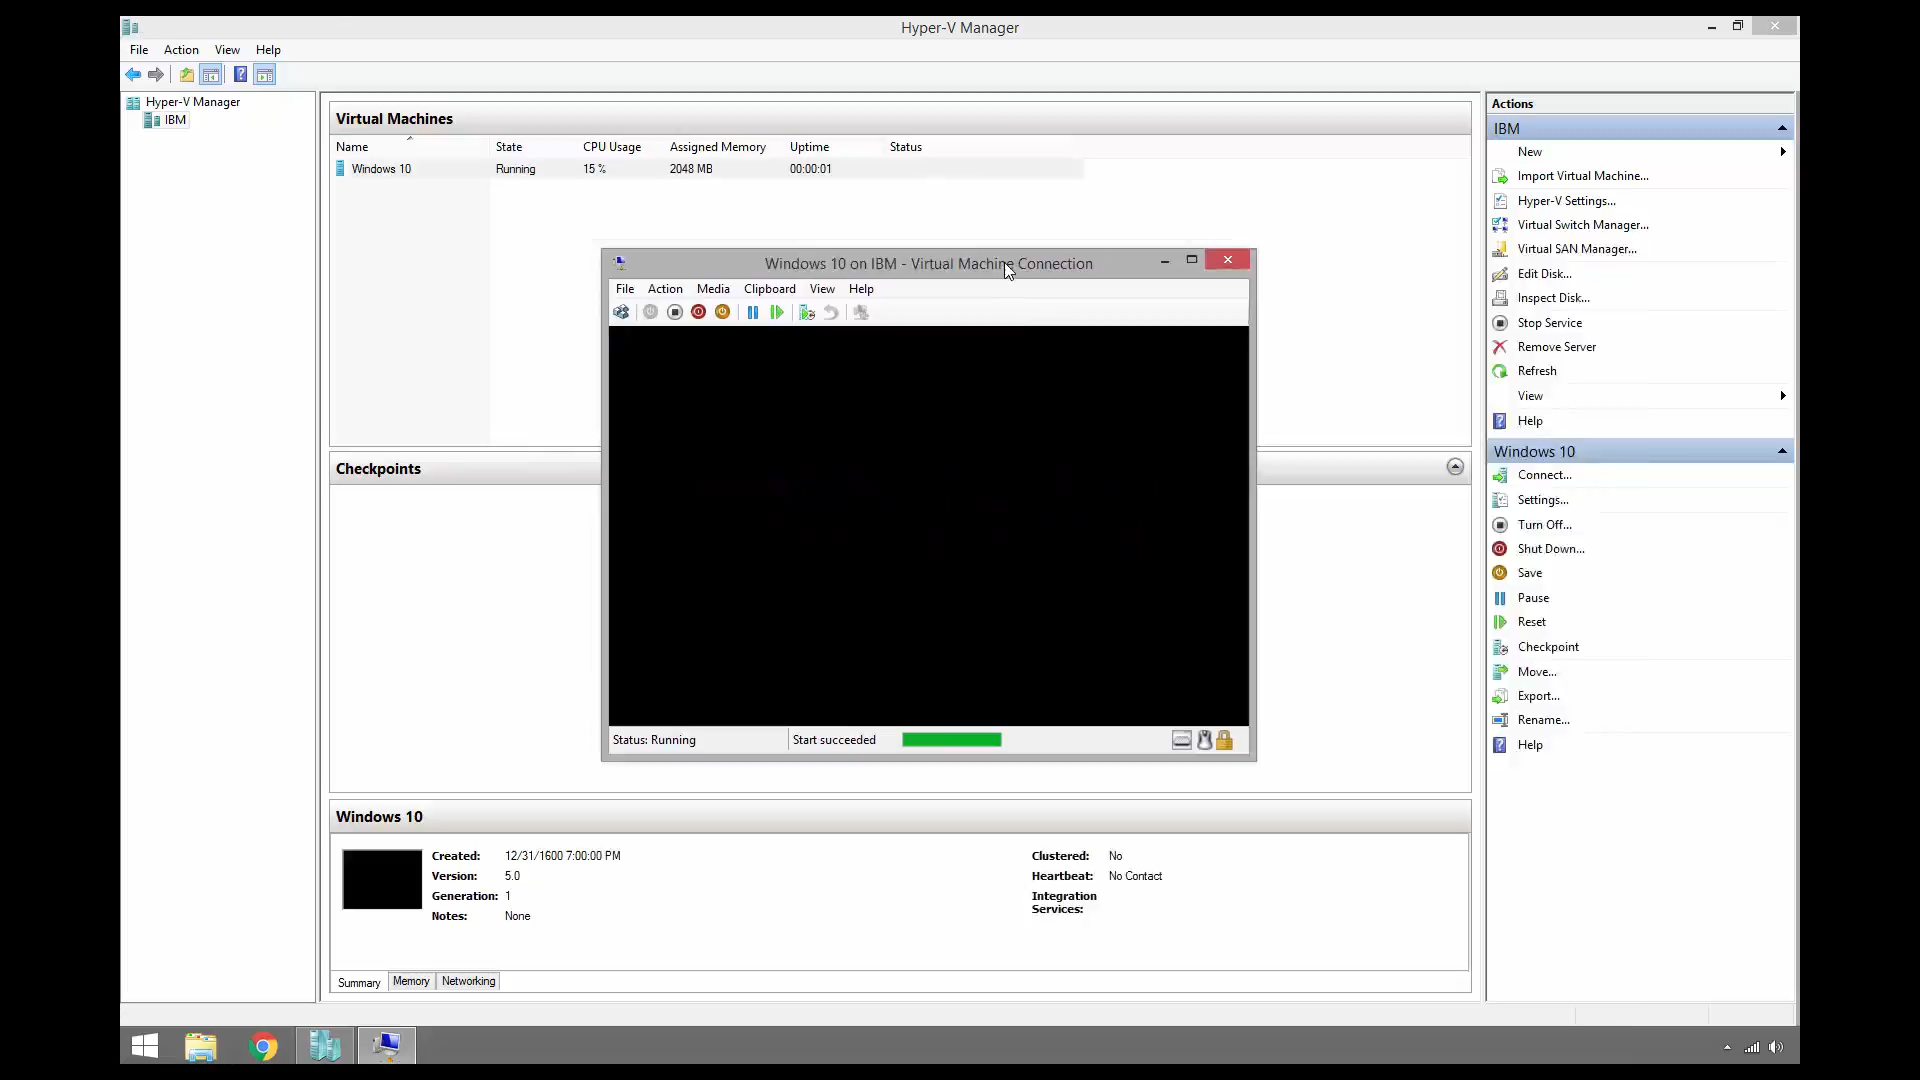 Hyper-V Manager
File Action View Help
Hyper-V Manager
IBM
Virtual Machines
Name State CPU Usage Assigned Memory Uptime Status
Windows 10 Running 15 % 2048 MB 00:00:01
Windows 10 on IBM - Virtual Machine Connection
File Action Media Clipboard View Help
Status: Running Start succeeded
Checkpoints
Windows 10
Created: 12/31/1600 7:00:00 PM
Version: 5.0
Generation: 1
Notes: None
Clustered: No
Heartbeat: No Contact
Integration
Services:
Summary Memory Networking
Actions
IBM
New
Import Virtual Machine...
Hyper-V Settings...
Virtual Switch Manager...
Virtual SAN Manager...
Edit Disk...
Inspect Disk...
Stop Service
Remove Server
Refresh
View
Help
Windows 10
Connect...
Settings...
Turn Off...
Shut Down...
Save
Pause
Reset
Checkpoint
Move...
Export...
Rename...
Help